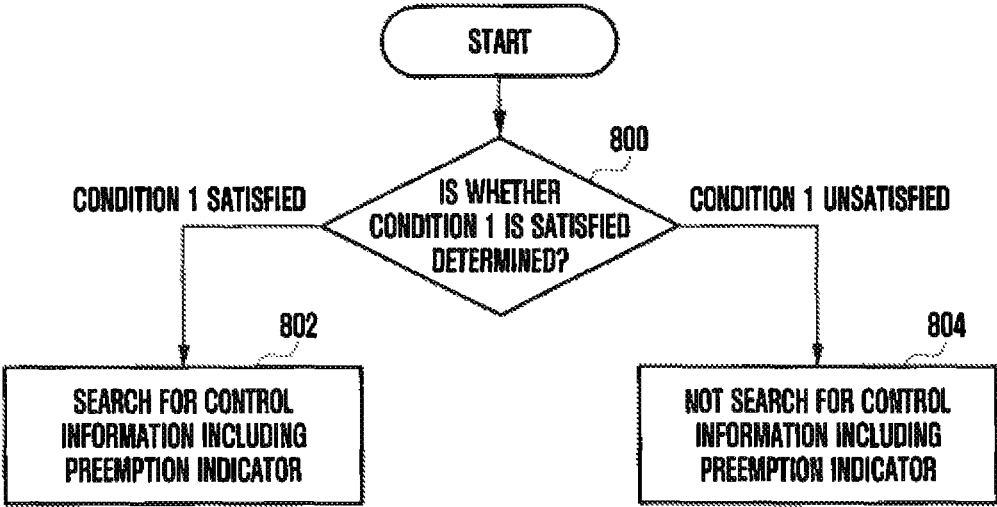 START
800
IS WHETHER
CONDITION 1 IS SATISFIED
DETERMINED?
CONDITION 1 SATISFIED
CONDITION 1 UNSATISFIED
802
SEARCH FOR CONTROL
INFORMATION INCLUDING
PREEMPTION INDICATOR
804
NOT SEARCH FOR CONTROL
INFORMATION INCLUDING
PREEMPTION INDICATOR